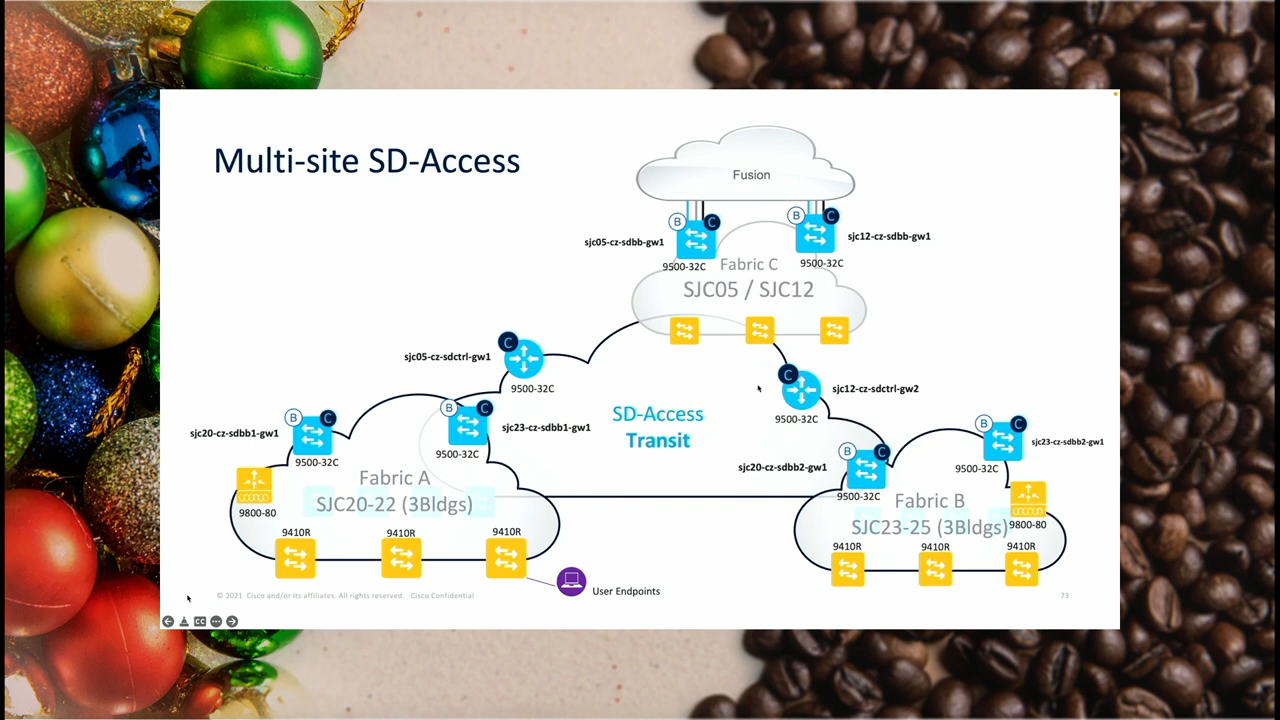 Multi-site SD-Access
Fusion
B
C
B
C
sjc05-cz-sdbb-gw1
sjc12-cz-sdbb-gw1
9500-32C
Fabric C
9500-32C
SJC05 / SJC12
C
sjc05-cz-sdctrl-gw1
9500-32C
C
sjc12-cz-sdctrl-gw2
9500-32C
SD-Access
Transit
B
C
sjc20-cz-sdbb1-gw1
9500-32C
B
C
sjc23-cz-sdbb1-gw1
9500-32C
B
C
sjc20-cz-sdbb2-gw1
9500-32C
B
C
sjc23-cz-sdbb2-gw1
9500-32C
Fabric A
SJC20-22 (3Bldgs)
9800-80
9410R
9410R
9410R
Fabric B
SJC23-25 (3Bldgs)
9800-80
9410R
9410R
9410R
User Endpoints
© 2021 Cisco and/or its affiliates. All rights reserved. Cisco Confidential
73
CC